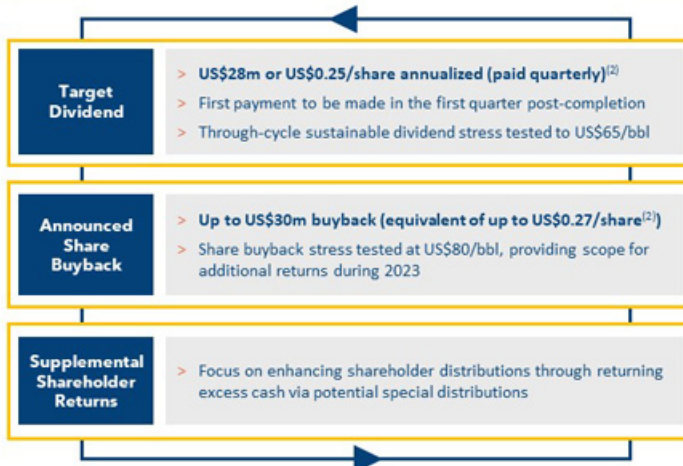 Target
Dividend
> US$28m or US$0.25/share annualized (paid quarterly)(2)
> First payment to be made in the first quarter post-completion
> Through-cycle sustainable dividend stress tested to US$65/bbl
Announced
Share
Buyback
> Up to US$30m buyback (equivalent of up to US$0.27/share(2))
> Share buyback stress tested at US$80/bbl, providing scope for
additional returns during 2023
Supplemental
Shareholder
Returns
> Focus on enhancing shareholder distributions through returning
excess cash via potential special distributions